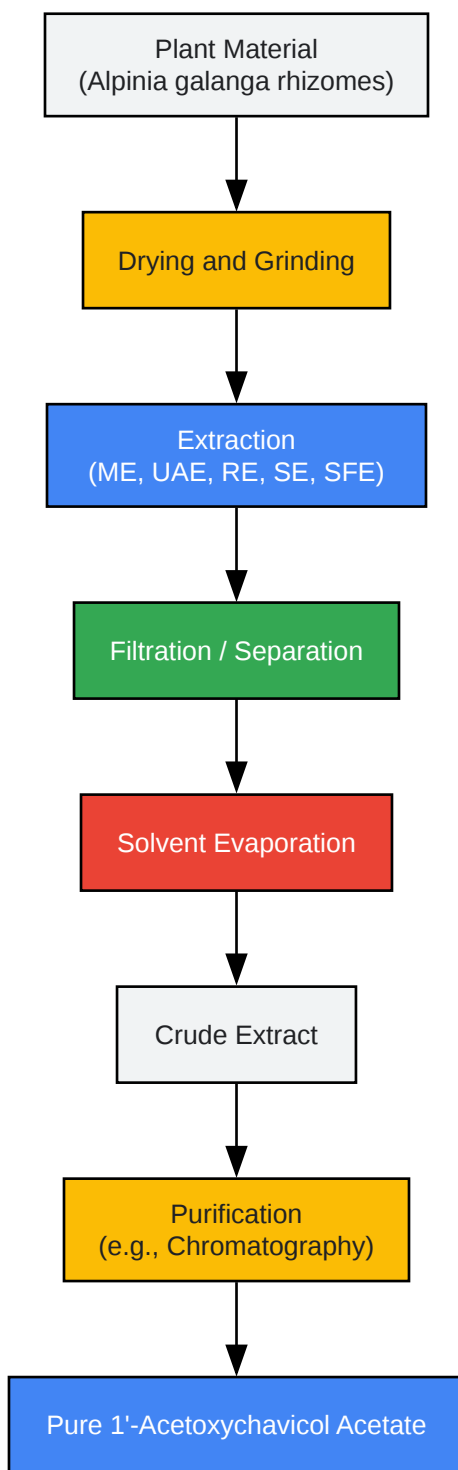 Plant Material
(Alpinia galanga rhizomes)
Drying and Grinding
Extraction
(ME, UAE, RE, SE, SFE)
Filtration / Separation
Solvent Evaporation
Crude Extract
Purification
(e.g., Chromatography)
Pure 1'-Acetoxychavicol Acetate